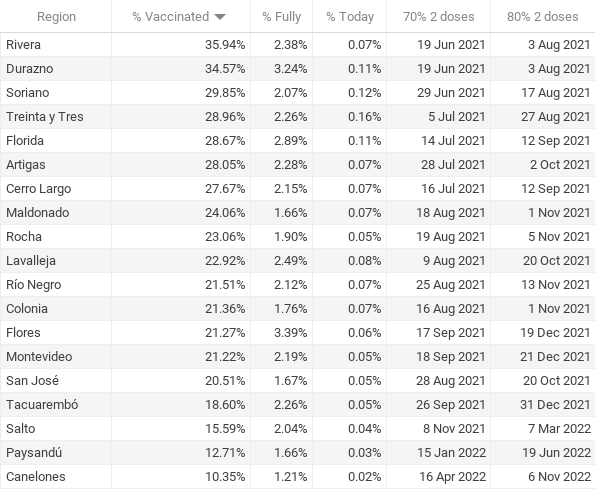 Region % Vaccinated % Fully % Today 70% 2 doses 80% 2 doses
Rivera 35.94% 2.38% 0.07% 19 Jun 2021 3 Aug 2021
Durazno 34.57% 3.24% 0.11% 19 Jun 2021 3 Aug 2021
Soriano 29.85% 2.07% 0.12% 29 Jun 2021 17 Aug 2021
Treinta y Tres 28.96% 2.26% 0.16% 5 Jul 2021 27 Aug 2021
Florida 28.67% 2.89% 0.11% 14 Jul 2021 12 Sep 2021
Artigas 28.05% 2.28% 0.07% 28 Jul 2021 2 Oct 2021
Cerro Largo 27.67% 2.15% 0.07% 16 Jul 2021 12 Sep 2021
Maldonado 24.06% 1.66% 0.07% 18 Aug 2021 1 Nov 2021
Rocha 23.06% 1.90% 0.05% 19 Aug 2021 5 Nov 2021
Lavalleja 22.92% 2.49% 0.08% 9 Aug 2021 20 Oct 2021
Río Negro 21.51% 2.12% 0.07% 25 Aug 2021 13 Nov 2021
Colonia 21.36% 1.76% 0.07% 16 Aug 2021 1 Nov 2021
Flores 21.27% 3.39% 0.06% 17 Sep 2021 19 Dec 2021
Montevideo 21.22% 2.19% 0.05% 18 Sep 2021 21 Dec 2021
San José 20.51% 1.67% 0.05% 28 Aug 2021 20 Oct 2021
Tacuarembó 18.60% 2.26% 0.05% 26 Sep 2021 31 Dec 2021
Salto 15.59% 2.04% 0.04% 8 Nov 2021 7 Mar 2022
Paysandú 12.71% 1.66% 0.03% 15 Jan 2022 19 Jun 2022
Canelones 10.35% 1.21% 0.02% 16 Apr 2022 6 Nov 2022